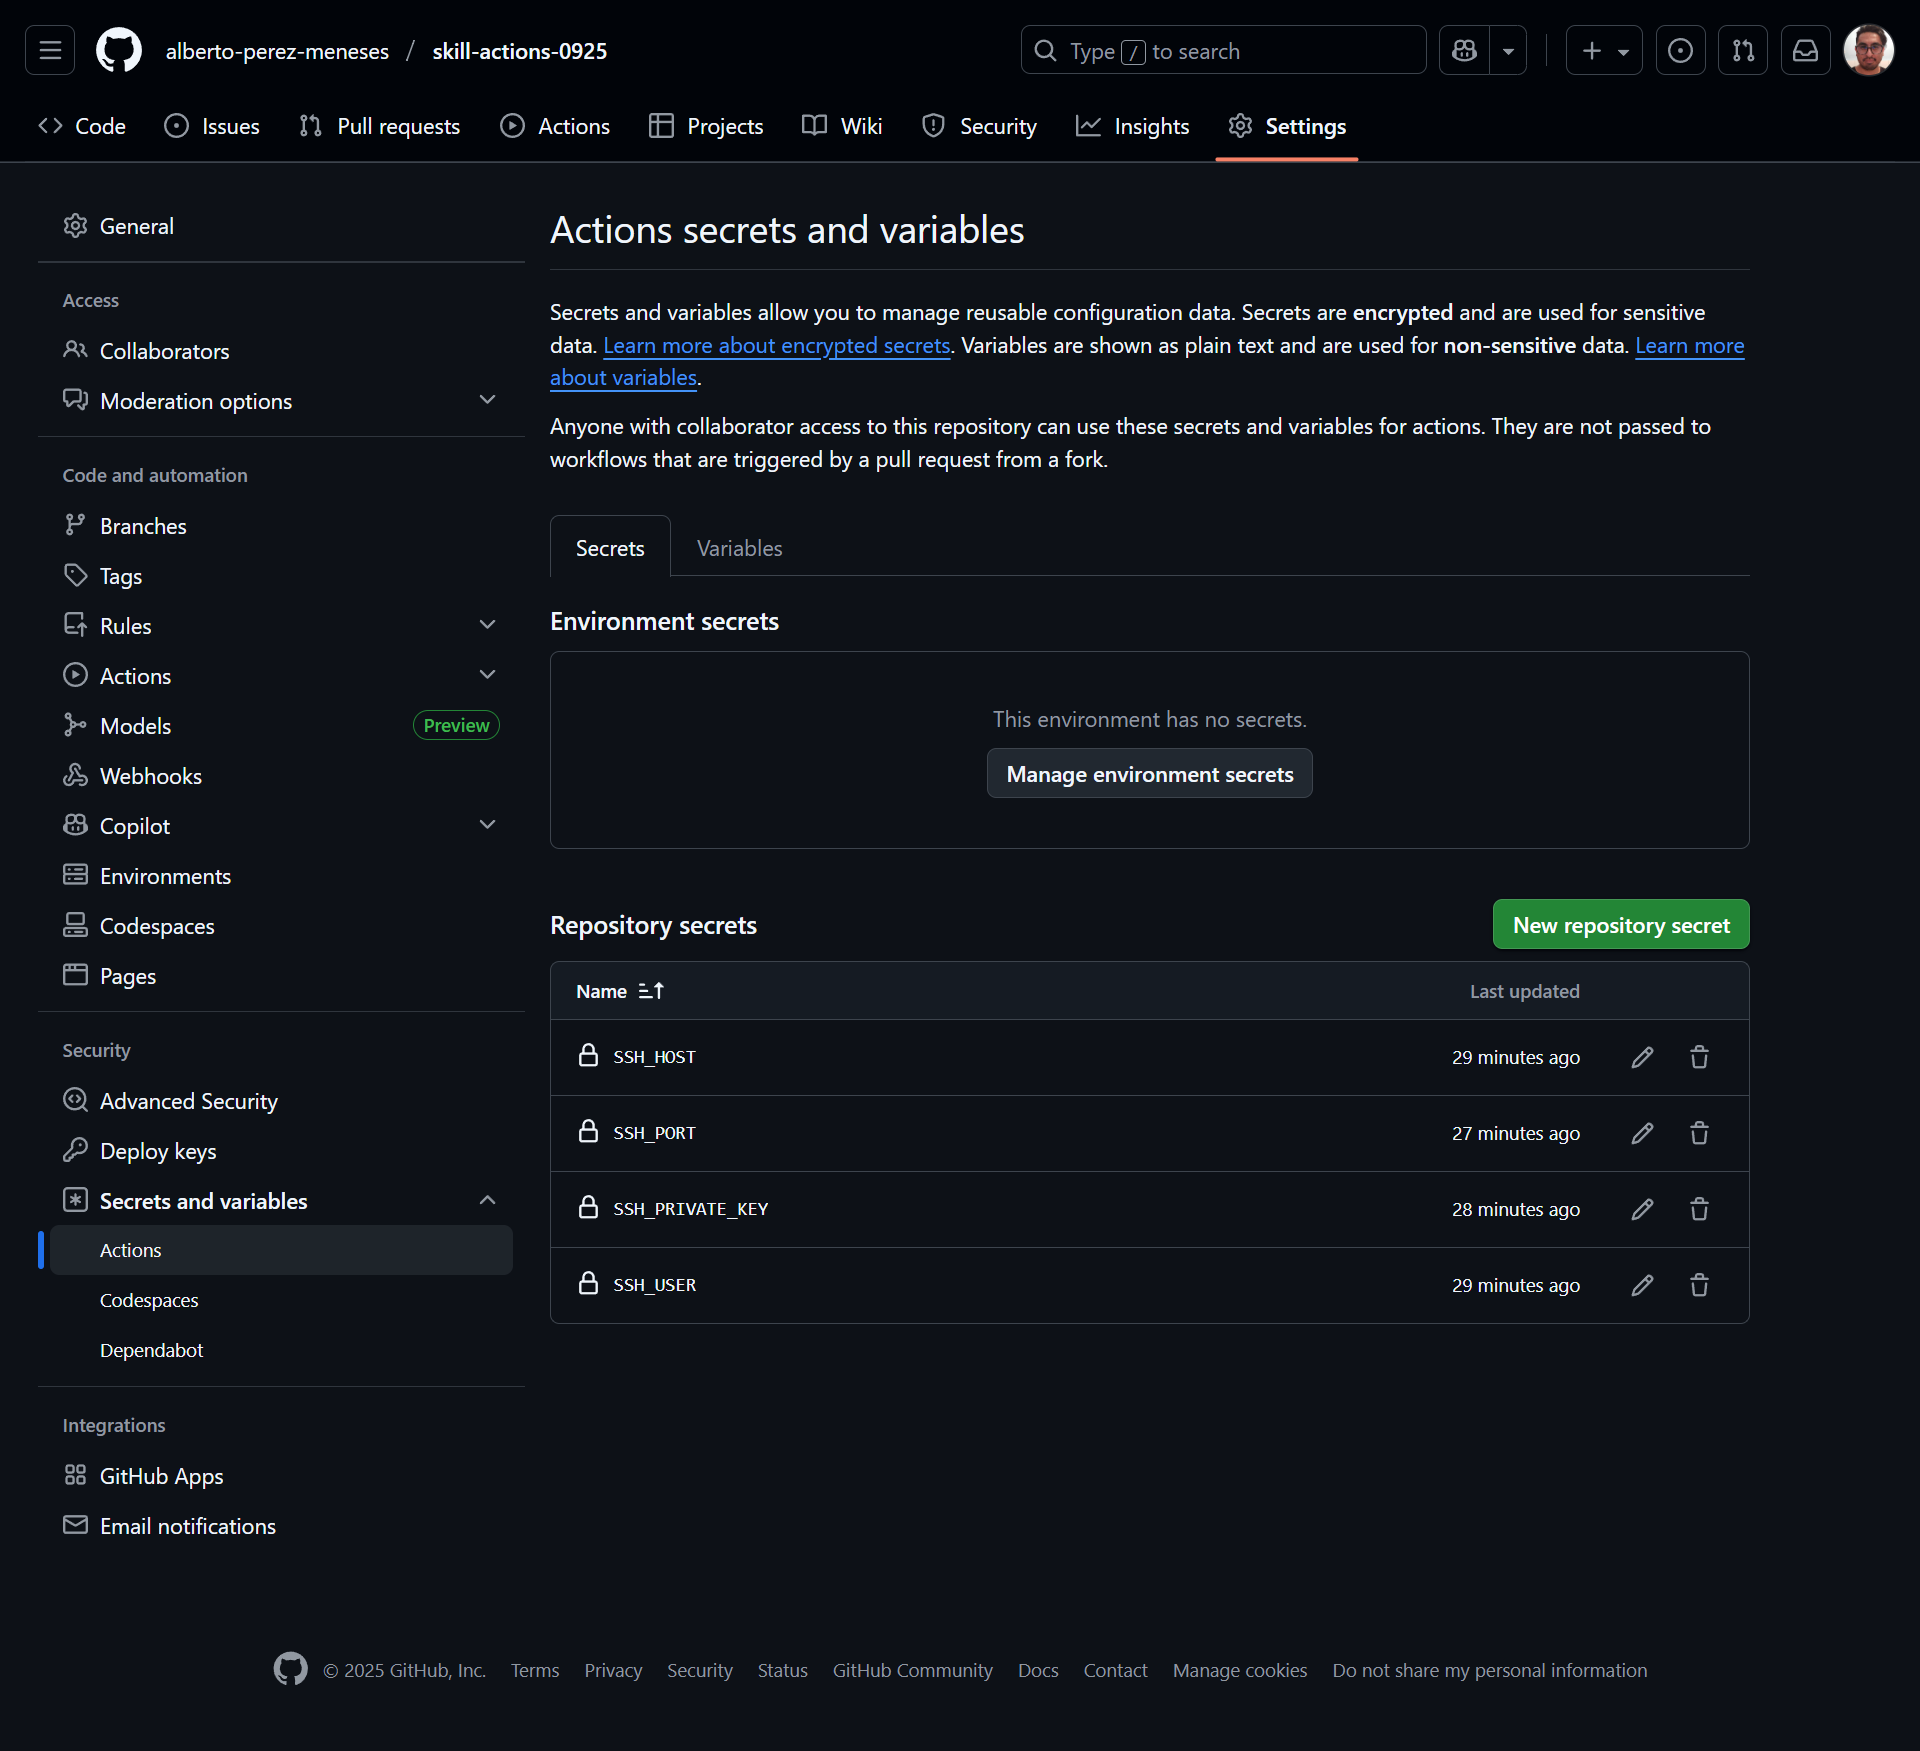 alberto-perez-meneses / skill-actions-0925
Type / to search
Code
Issues
Pull requests
Actions
Projects
Wiki
Security
Insights
Settings
General
Access
Collaborators
Moderation options
Code and automation
Branches
Tags
Rules
Actions
Models
Preview
Webhooks
Copilot
Environments
Codespaces
Pages
Security
Advanced Security
Deploy keys
Secrets and variables
Actions
Codespaces
Dependabot
Integrations
GitHub Apps
Email notifications
Actions secrets and variables
Secrets and variables allow you to manage reusable configuration data. Secrets are encrypted and are used for sensitive
data. Learn more about encrypted secrets. Variables are shown as plain text and are used for non-sensitive data. Learn more
about variables.
Anyone with collaborator access to this repository can use these secrets and variables for actions. They are not passed to
workflows that are triggered by a pull request from a fork.
Secrets
Variables
Environment secrets
This environment has no secrets.
Manage environment secrets
Repository secrets
New repository secret
Name
Last updated
SSH_HOST
29 minutes ago
SSH_PORT
27 minutes ago
SSH_PRIVATE_KEY
28 minutes ago
SSH_USER
29 minutes ago
© 2025 GitHub, Inc.
Terms
Privacy
Security
Status
GitHub Community
Docs
Contact
Manage cookies
Do not share my personal information